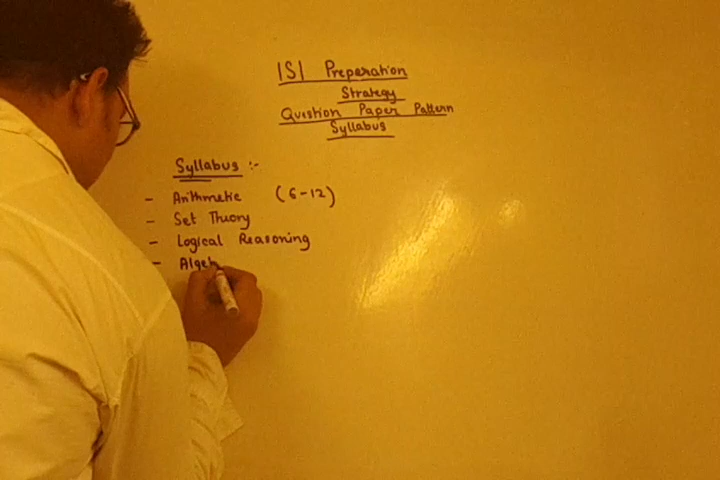 ISI Preparation
Strategy
Question Paper Pattern
Syllabus
Syllabus :-
- Arithmetic (6-12)
- Set Theory
- Logical Reasoning
- Algeb